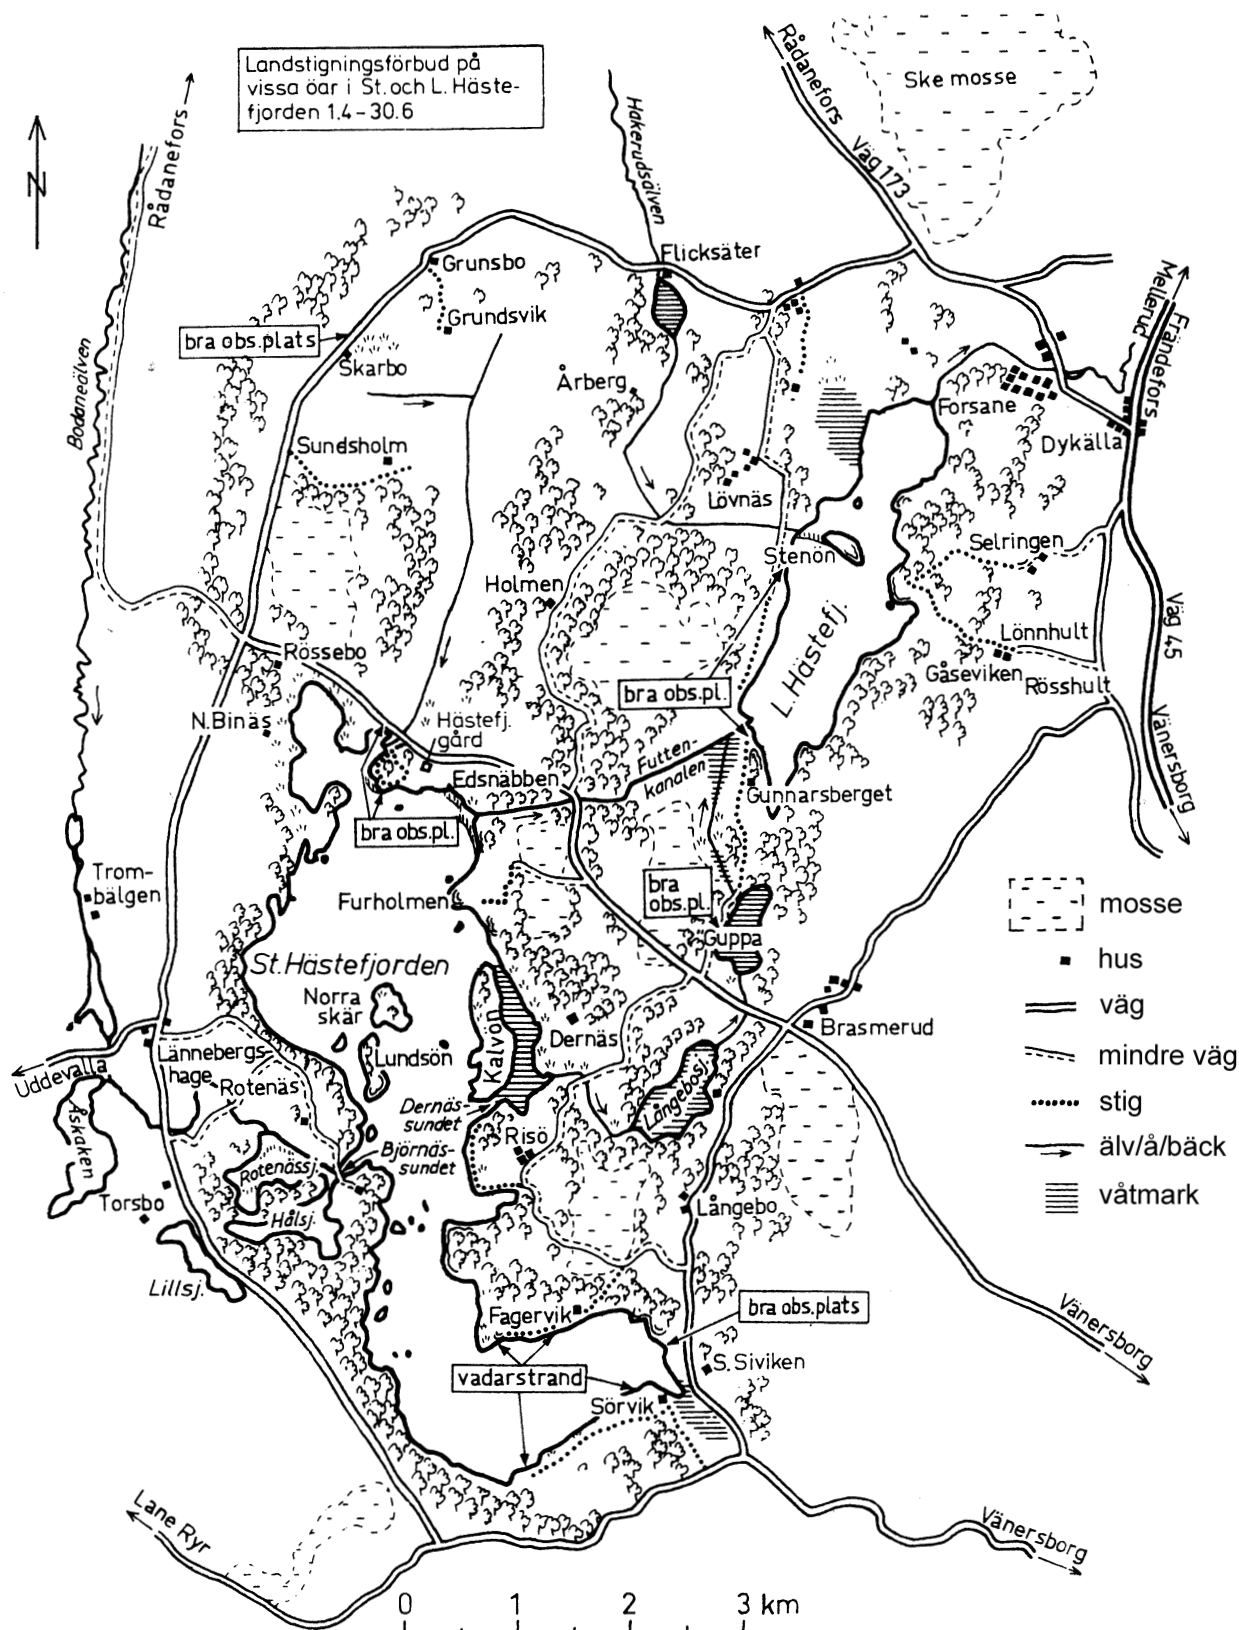 Landstigningsförbud på
vissa öar i St. och L. Häste-
fjorden 1.4 – 30.6
Rådanefors
N
Hakerudsälven
Rådanefors
Väg 173
Ske mosse
Grunsbo
Flicksäter
Grundsvik
bra obs.plats
Skarbo
Årberg
Bodaneälven
Mellerud
Frändefors
Forsane
Dykälla
Sundsholm
Lövnäs
Stenön
Selringen
Holmen
Väg 45
Lönnhult
Gåseviken
Rösshult
L. Hästefj.
Rössebo
bra obs.pl.
N. Binäs
Hästefj.
gård
Vänersborg
Edsnäbben
Futten-
kanalen
Gunnarsberget
bra obs.pl.
Trom-
bälgen
Furholmen
bra
obs.pl.
Guppa
mosse
hus
väg
mindre väg
stig
älv/å/bäck
våtmark
St. Hästefjorden
Norra
skär
Kalvön
Dernäs
Brasmerud
Lundsön
Uddevalla
Lännebergs-
hage
Rotenäs
Åskaken
Dernäs-
sundet
Långebosj.
Björnäs-
sundet
Risö
Rotenässj.
Hålsj.
Torsbo
Långebo
Lillsj.
Fagervik
bra obs.plats
Vänersborg
vadarstrand
S. Siviken
Sörvik
Lane Ryr
Vänersborg
0 1 2 3 km